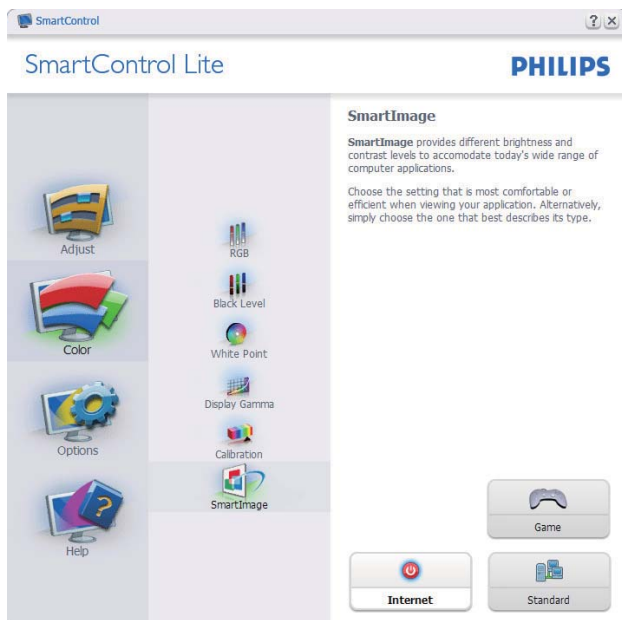 SmartControl
SmartControl Lite
PHILIPS
Adjust
Color
Options
Help
RGB
Black Level
White Point
Display Gamma
Calibration
SmartImage
SmartImage
SmartImage provides different brightness and
contrast levels to accomodate today's wide range of
computer applications.
Choose the setting that is most comfortable or
efficient when viewing your application. Alternatively,
simply choose the one that best describes its type.
Game
Internet
Standard